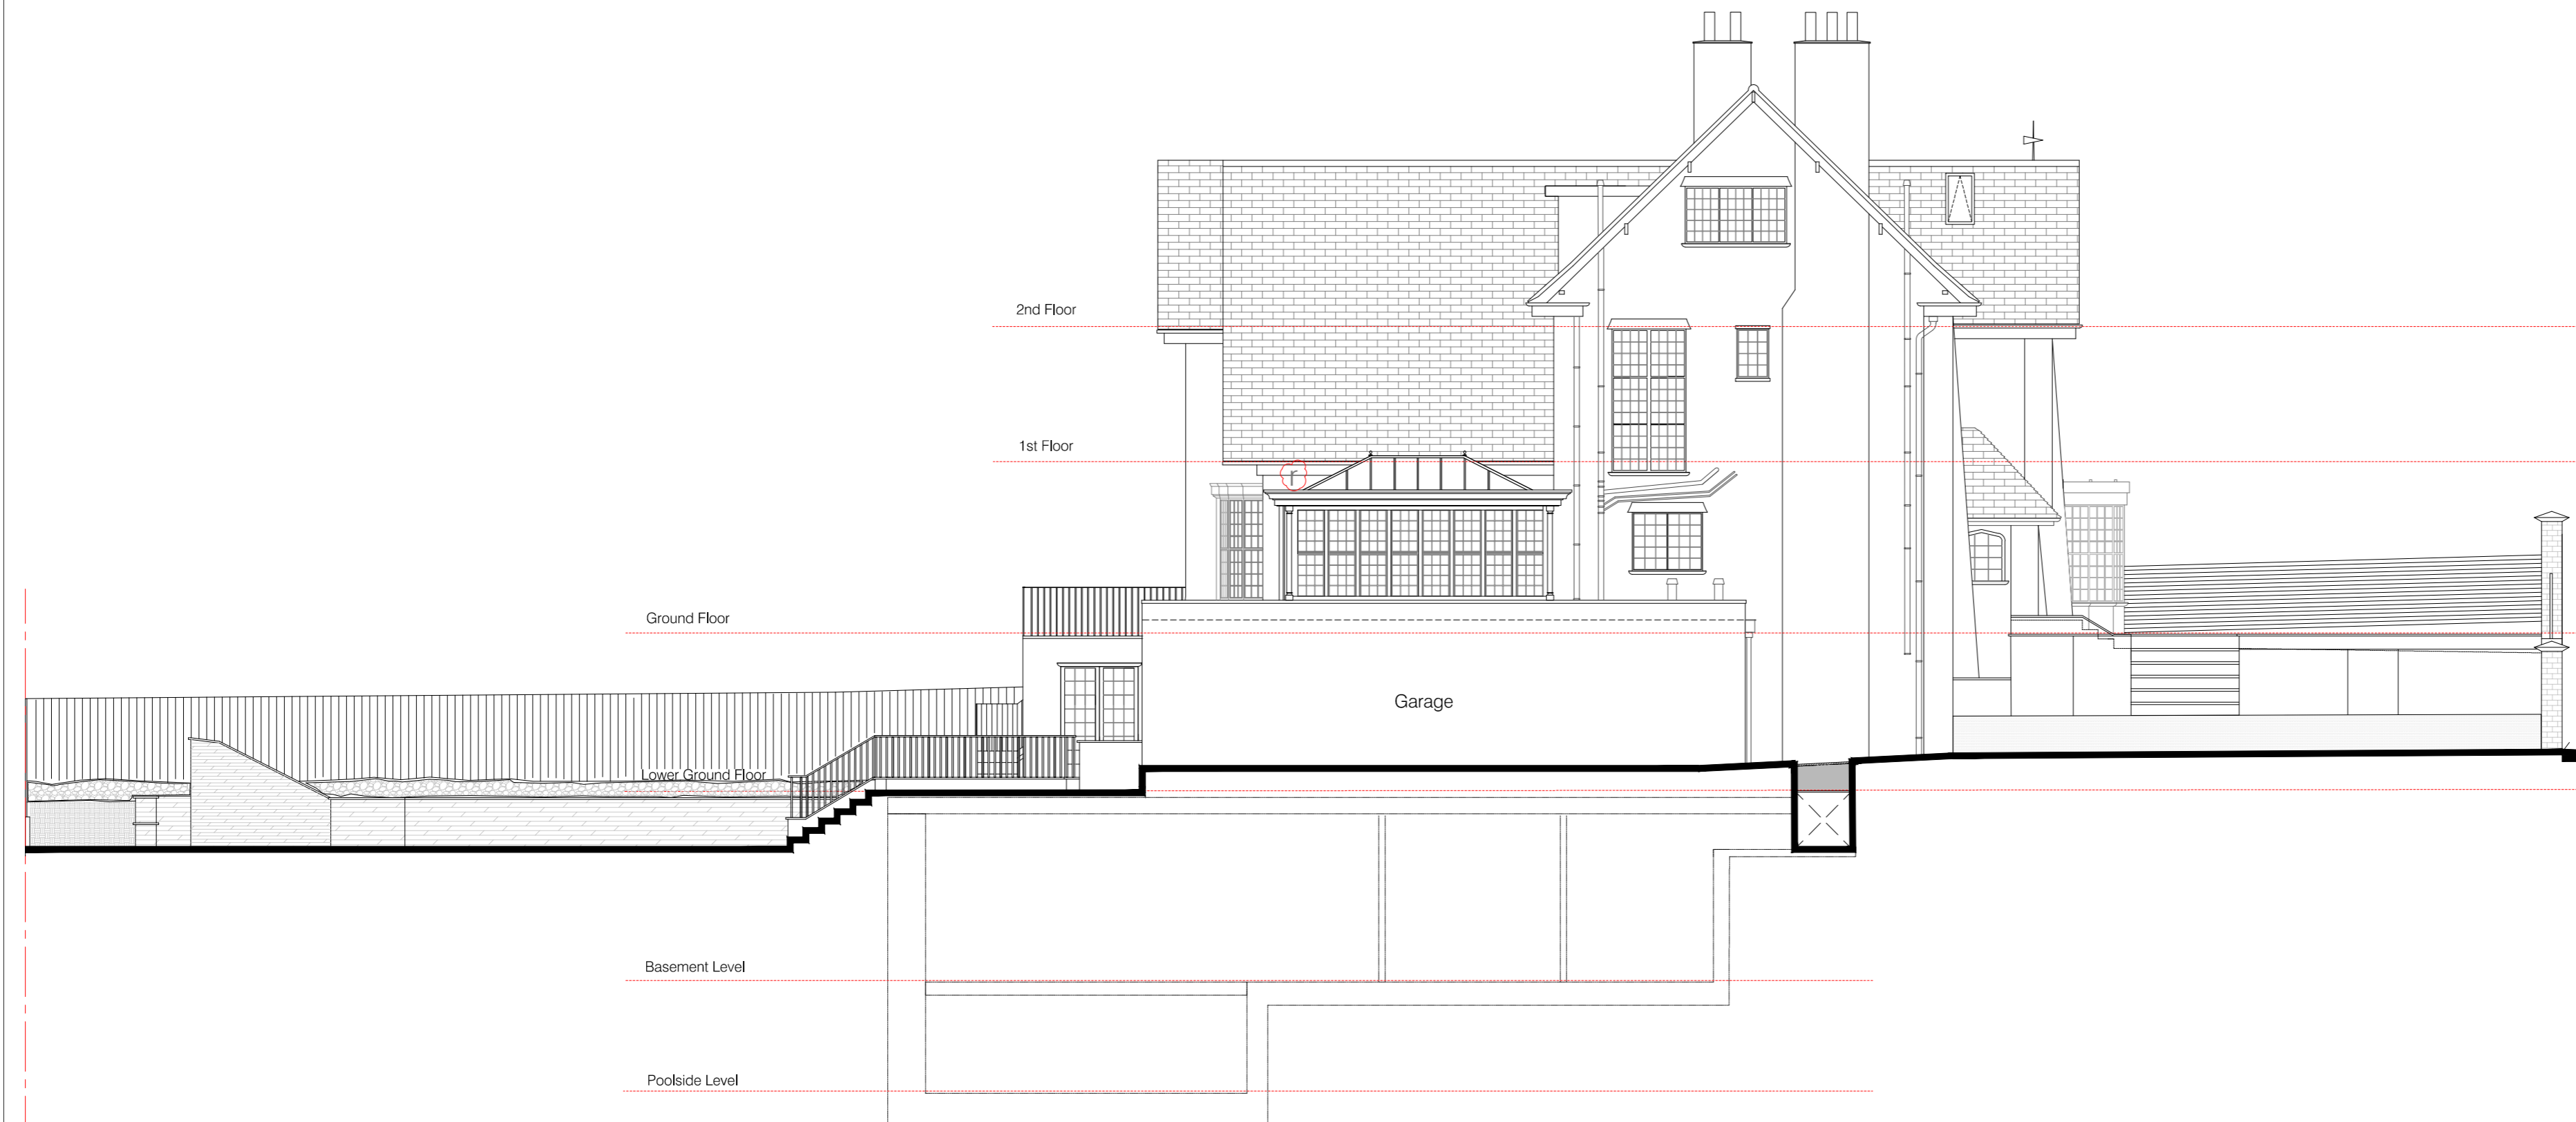 2nd Floor
1st Floor
Ground Floor
Garage
Lower Ground Floor
Basement Level
Poolside Level